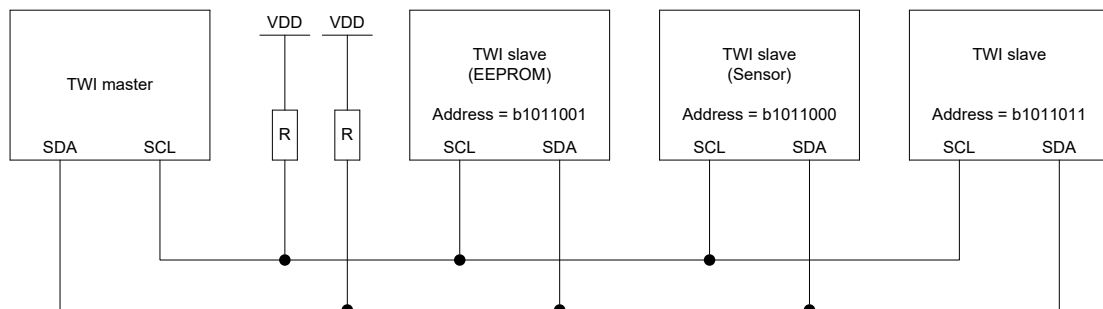 TWI master
SDA SCL
VDD VDD
R R
TWI slave
(EEPROM)
Address = b1011001
SCL SDA
TWI slave
(Sensor)
Address = b1011000
SCL SDA
TWI slave
Address = b1011011
SCL SDA